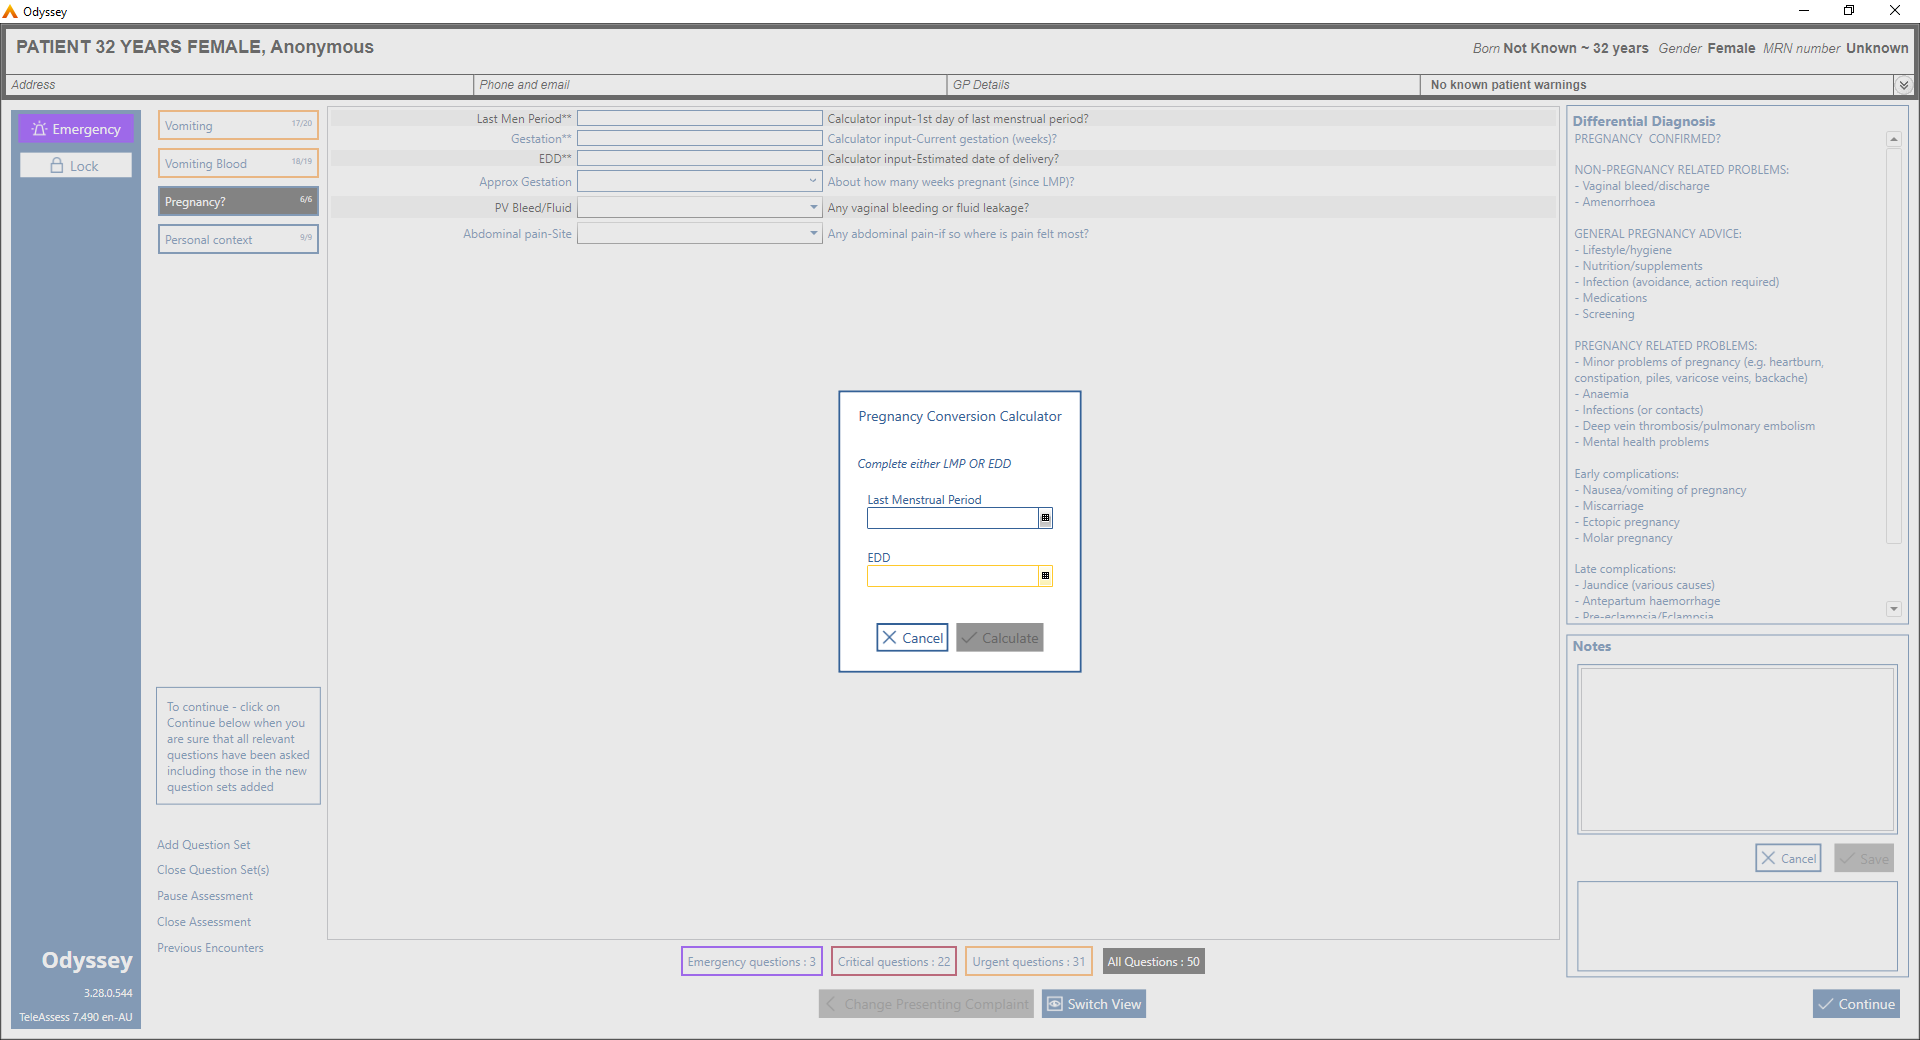 Odyssey
PATIENT 32 YEARS FEMALE, Anonymous
Born Not Known ~ 32 years Gender Female MRN number Unknown
Address
Phone and email
GP Details
No known patient warnings
Emergency
Lock
Vomiting 17/20
Vomiting Blood 18/19
Pregnancy? 6/6
Personal context 9/9
Last Men Period** Calculator input-1st day of last menstrual period?
Gestation** Calculator input-Current gestation (weeks)?
EDD** Calculator input-Estimated date of delivery?
Approx Gestation About how many weeks pregnant (since LMP)?
PV Bleed/Fluid Any vaginal bleeding or fluid leakage?
Abdominal pain-Site Any abdominal pain-if so where is pain felt most?
Pregnancy Conversion Calculator
Complete either LMP OR EDD
Last Menstrual Period
EDD
Cancel
Calculate
Differential Diagnosis
PREGNANCY CONFIRMED?
NON-PREGNANCY RELATED PROBLEMS:
- Vaginal bleed/discharge
- Amenorrhoea
GENERAL PREGNANCY ADVICE:
- Lifestyle/hygiene
- Nutrition/supplements
- Infection (avoidance, action required)
- Medications
- Screening
PREGNANCY RELATED PROBLEMS:
- Minor problems of pregnancy (e.g. heartburn,
constipation, piles, varicose veins, backache)
- Anaemia
- Infections (or contacts)
- Deep vein thrombosis/pulmonary embolism
- Mental health problems
Early complications:
- Nausea/vomiting of pregnancy
- Miscarriage
- Ectopic pregnancy
- Molar pregnancy
Late complications:
- Jaundice (various causes)
- Antepartum haemorrhage
- Pre-eclampsia/Eclampsia
Notes
Cancel
Save
To continue - click on
Continue below when you
are sure that all relevant
questions have been asked
including those in the new
question sets added
Add Question Set
Close Question Set(s)
Pause Assessment
Close Assessment
Previous Encounters
Odyssey
3.28.0.544
TeleAssess 7.490 en-AU
Emergency questions : 3
Critical questions : 22
Urgent questions : 31
All Questions : 50
Change Presenting Complaint
Switch View
Continue